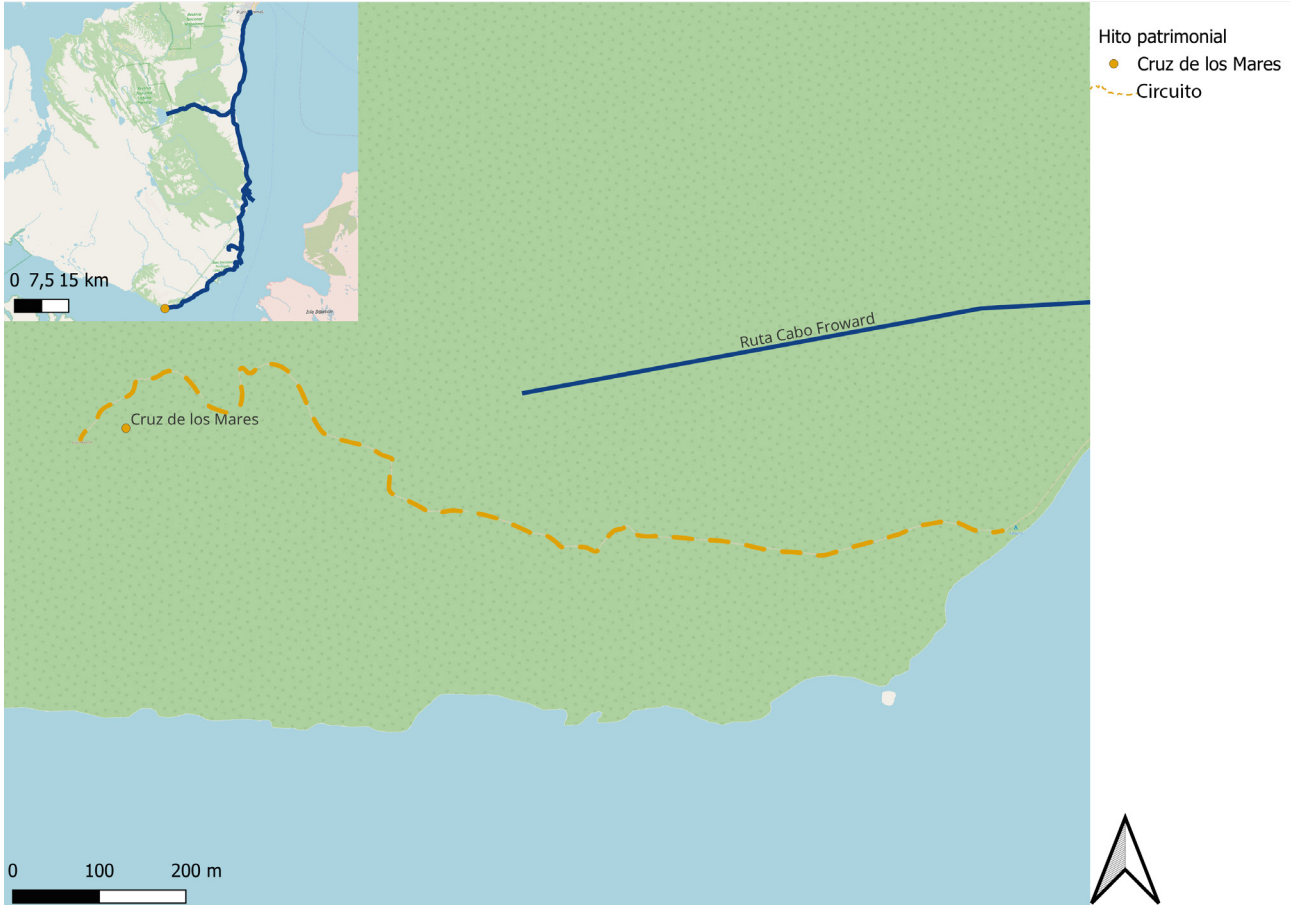 Hito patrimonial
Cruz de los Mares
Circuito
0 7,5 15 km
Ruta Cabo Froward
Cruz de los Mares
0 100 200 m